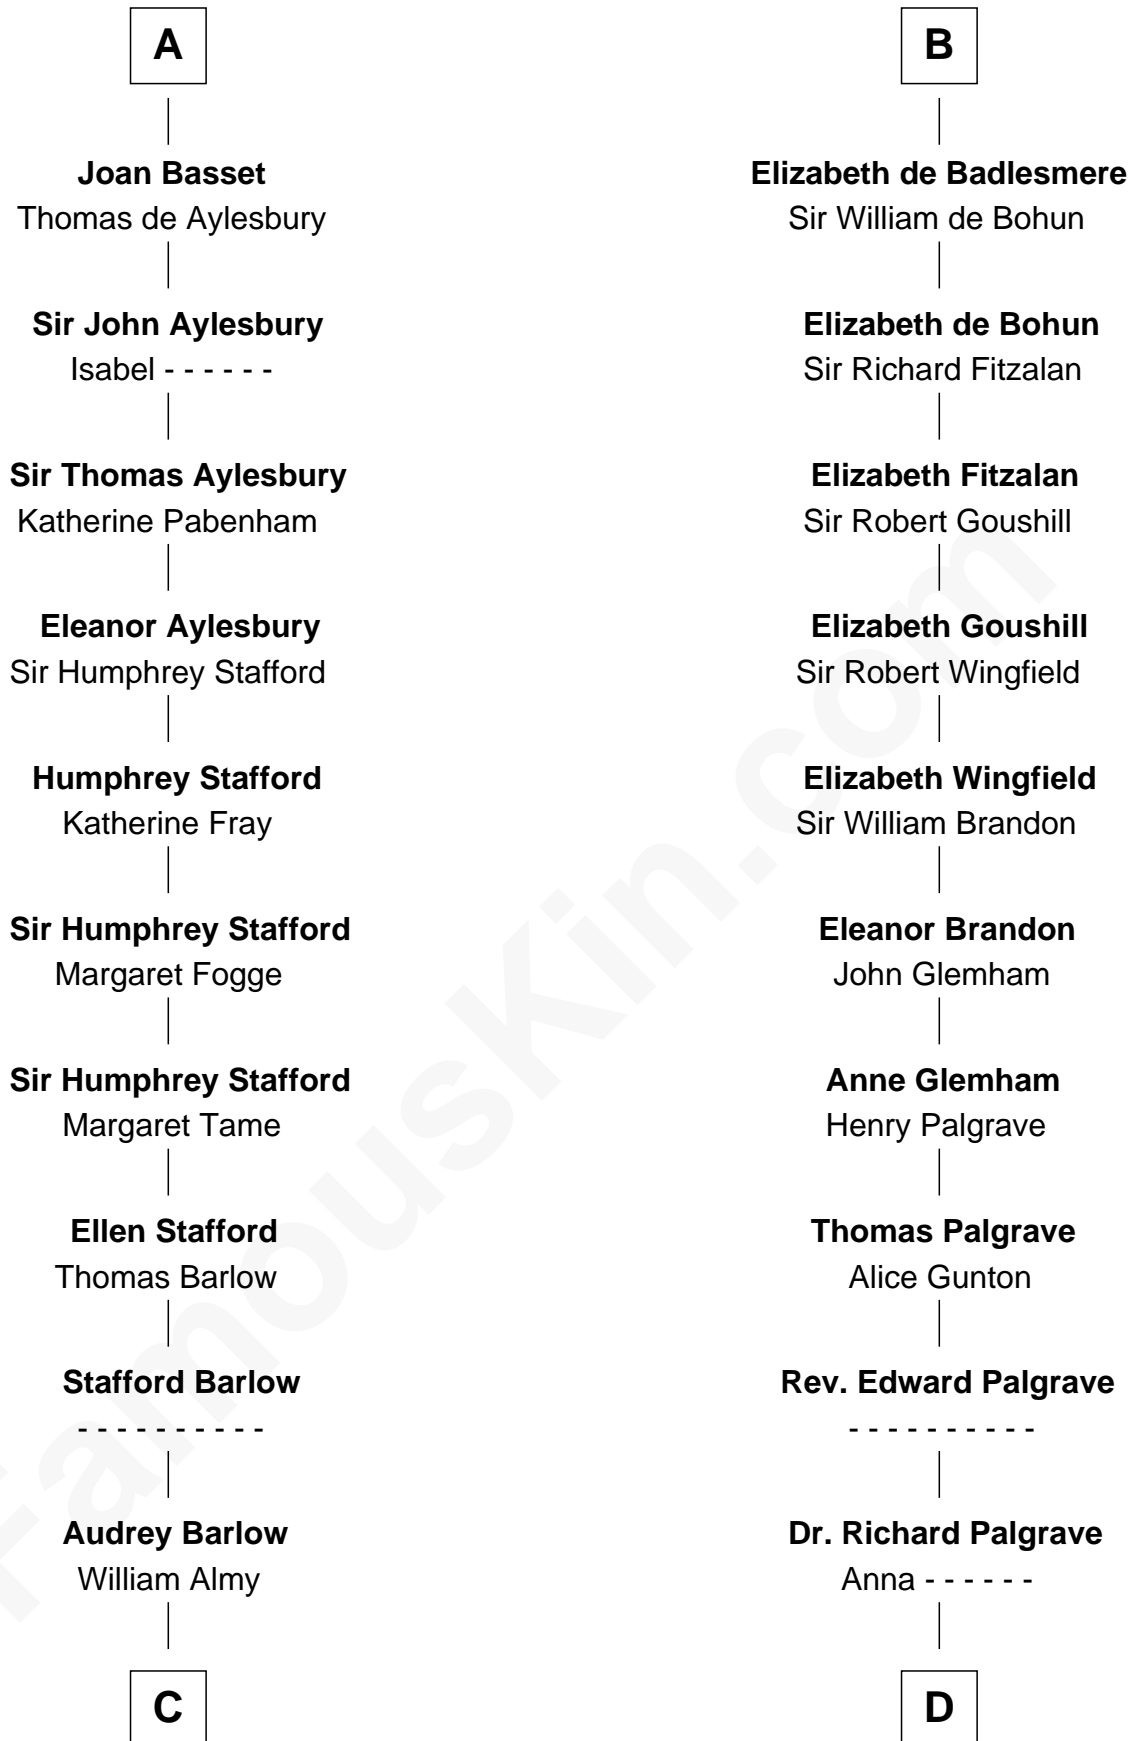 A
Joan Basset
Thomas de Aylesbury
Sir John Aylesbury
Isabel - - - - - -
Sir Thomas Aylesbury
Katherine Pabenham
Eleanor Aylesbury
Sir Humphrey Stafford
Humphrey Stafford
Katherine Fray
Sir Humphrey Stafford
Margaret Fogge
Sir Humphrey Stafford
Margaret Tame
Ellen Stafford
Thomas Barlow
Stafford Barlow
- - - - - - - - - -
Audrey Barlow
William Almy
C
B
Elizabeth de Badlesmere
Sir William de Bohun
Elizabeth de Bohun
Sir Richard Fitzalan
Elizabeth Fitzalan
Sir Robert Goushill
Elizabeth Goushill
Sir Robert Wingfield
Elizabeth Wingfield
Sir William Brandon
Eleanor Brandon
John Glemham
Anne Glemham
Henry Palgrave
Thomas Palgrave
Alice Gunton
Rev. Edward Palgrave
- - - - - - - - - -
Dr. Richard Palgrave
Anna - - - - - -
D
FamousKin.com